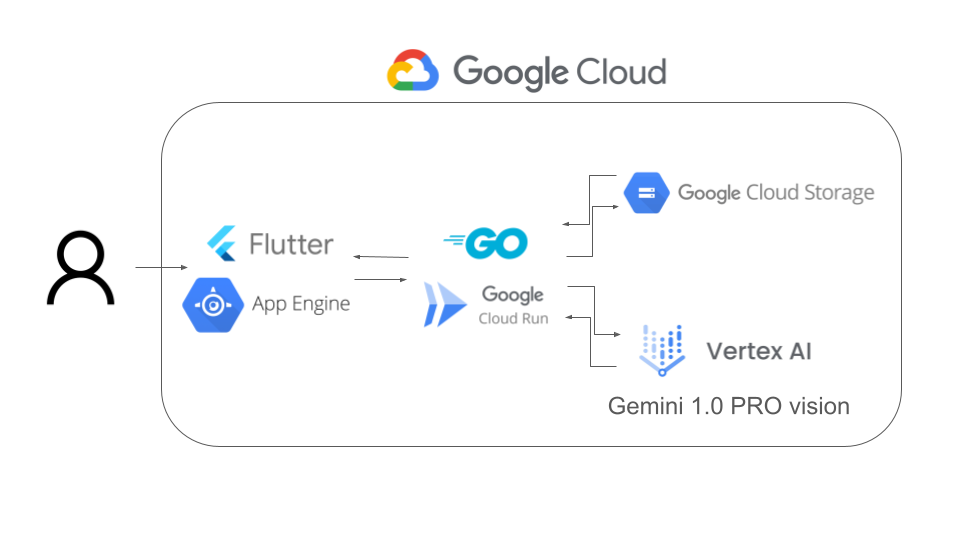 Google Cloud
Google Cloud Storage
Flutter
GO
App Engine
Google
Cloud Run
Vertex AI
Gemini 1.0 PRO vision